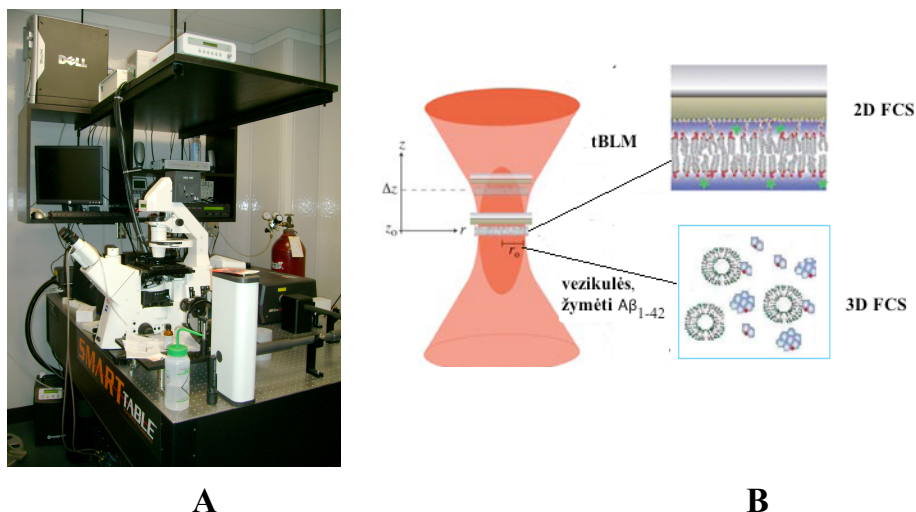 DELL
SMART
TABLE
B
2D FCS
tBLM
z
Δz
z₀
r
r₀
vezikulės,
žymėti Aβ₁₋₄₂
3D FCS
A
B